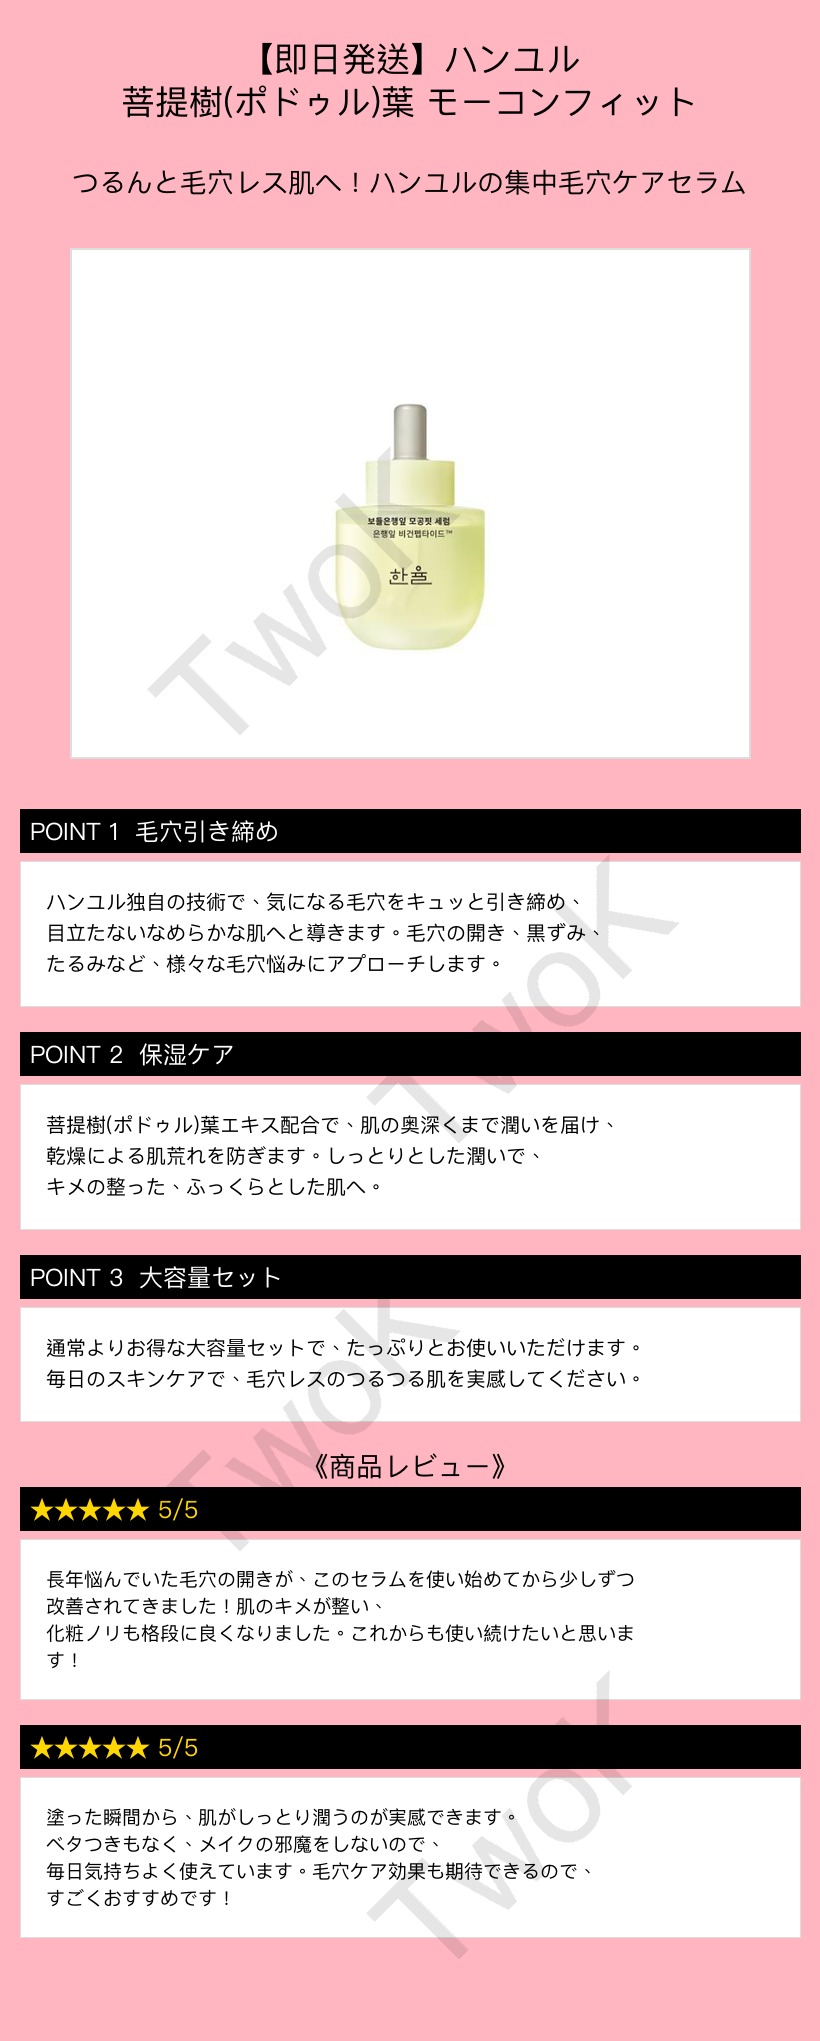 【即日発送】ハンユル
菩提樹(ポドゥル)葉 モーコンフィット
つるんと毛穴レス肌へ！ハンユルの集中毛穴ケアセラム
보들은행잎 모공핏 세럼
은행잎 비건펩타이드™
한율
TwoK
POINT 1 毛穴引き締め
ハンユル独自の技術で、気になる毛穴をキュッと引き締め、
目立たないなめらかな肌へと導きます。毛穴の開き、黒ずみ、
たるみなど、様々な毛穴悩みにアプローチします。
TwoK
POINT 2 保湿ケア
菩提樹(ポドゥル)葉エキス配合で、肌の奥深くまで潤いを届け、
乾燥による肌荒れを防ぎます。しっとりとした潤いで、
キメの整った、ふっくらとした肌へ。
POINT 3 大容量セット
通常よりお得な大容量セットで、たっぷりとお使いいただけます。
毎日のスキンケアで、毛穴レスのつるつる肌を実感してください。
TwoK
《商品レビュー》
★★★★★ 5/5
長年悩んでいた毛穴の開きが、このセラムを使い始めてから少しずつ
改善されてきました！肌のキメが整い、
化粧ノリも格段に良くなりました。これからも使い続けたいと思いま
す！
★★★★★ 5/5
塗った瞬間から、肌がしっとり潤うのが実感できます。
ベタつきもなく、メイクの邪魔をしないので、
毎日気持ちよく使えています。毛穴ケア効果も期待できるので、
すごくおすすめです！
TwoK